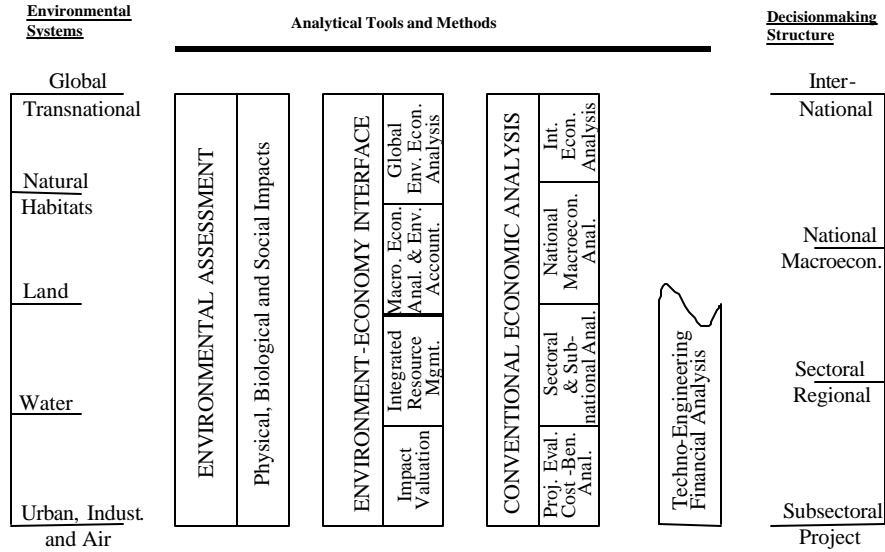 Environmental
Systems
Analytical Tools and Methods
Decisionmaking
Structure
Global
Transnational
Natural
Habitats
Land
Water
Urban, Indust.
and Air
ENVIRONMENTAL ASSESSMENT
Physical, Biological and Social Impacts
ENVIRONMENT-ECONOMY INTERFACE
Global
Env. Econ.
Analysis
Macro. Econ.
Anal. & Env.
Account.
Integrated
Resource
Mgmt.
Impact
Valuation
CONVENTIONAL ECONOMIC ANALYSIS
Int.
Econ.
Analysis
National
Macroecon.
Anal.
Sectoral
& Sub-
national Anal.
Proj. Eval.
Cost -Ben.
Anal.
Techno-Engineering
Financial Analysis
Inter-
National
National
Macroecon.
Sectoral
Regional
Subsectoral
Project